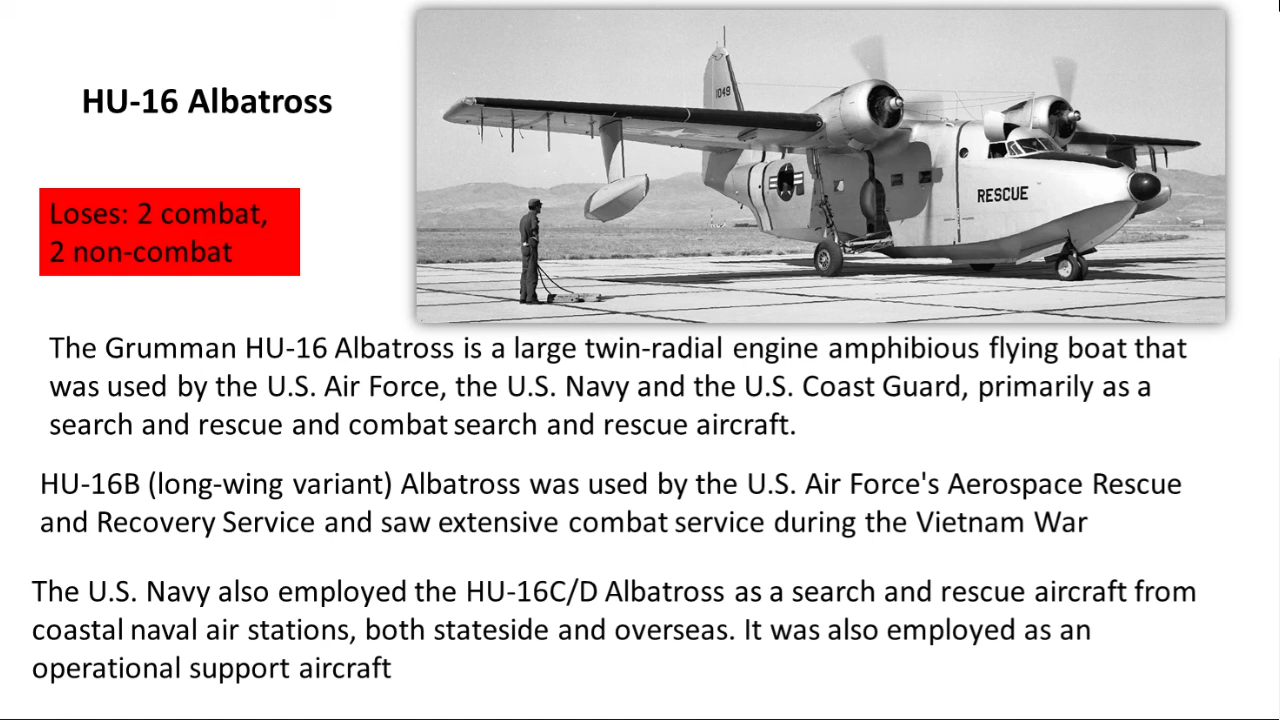 HU-16 Albatross
1049
RESCUE
Loses: 2 combat,
2 non-combat
The Grumman HU-16 Albatross is a large twin-radial engine amphibious flying boat that
was used by the U.S. Air Force, the U.S. Navy and the U.S. Coast Guard, primarily as a
search and rescue and combat search and rescue aircraft.
HU-16B (long-wing variant) Albatross was used by the U.S. Air Force's Aerospace Rescue
and Recovery Service and saw extensive combat service during the Vietnam War
The U.S. Navy also employed the HU-16C/D Albatross as a search and rescue aircraft from
coastal naval air stations, both stateside and overseas. It was also employed as an
operational support aircraft